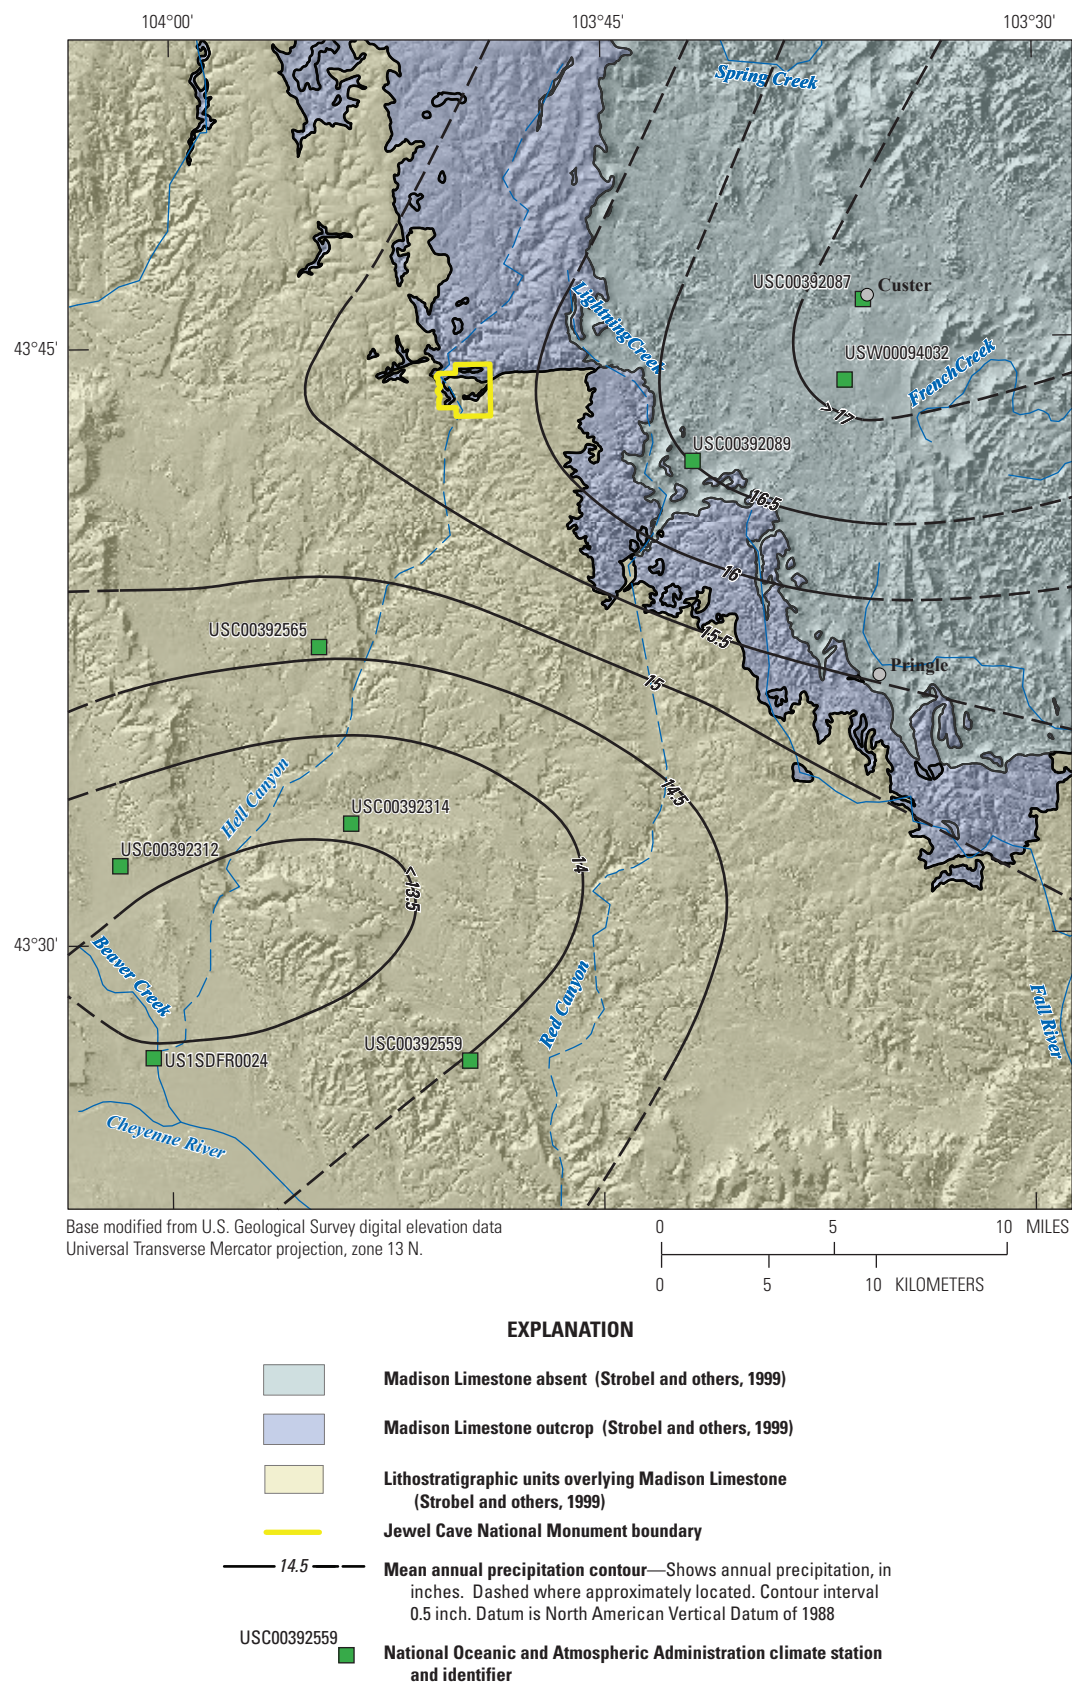 104°00'
103°45'
103°30'
Spring Creek
USC00392087
Custer
Lightning Creek
43°45'
USW00094032
French Creek
> 17
USC00392089
16.5
16
USC00392565
15.5
Pringle
15
14.5
Hell Canyon
USC00392314
USC00392312
14
<13.5
43°30'
Beaver Creek
Red Canyon
Fall River
USC00392559
US1SDFR0024
Cheyenne River
Base modified from U.S. Geological Survey digital elevation data
Universal Transverse Mercator projection, zone 13 N.
0 5 10 MILES
0 5 10 KILOMETERS
EXPLANATION
Madison Limestone absent (Strobel and others, 1999)
Madison Limestone outcrop (Strobel and others, 1999)
Lithostratigraphic units overlying Madison Limestone
(Strobel and others, 1999)
Jewel Cave National Monument boundary
14.5
Mean annual precipitation contour—Shows annual precipitation, in
inches. Dashed where approximately located. Contour interval
0.5 inch. Datum is North American Vertical Datum of 1988
USC00392559
National Oceanic and Atmospheric Administration climate station
and identifier